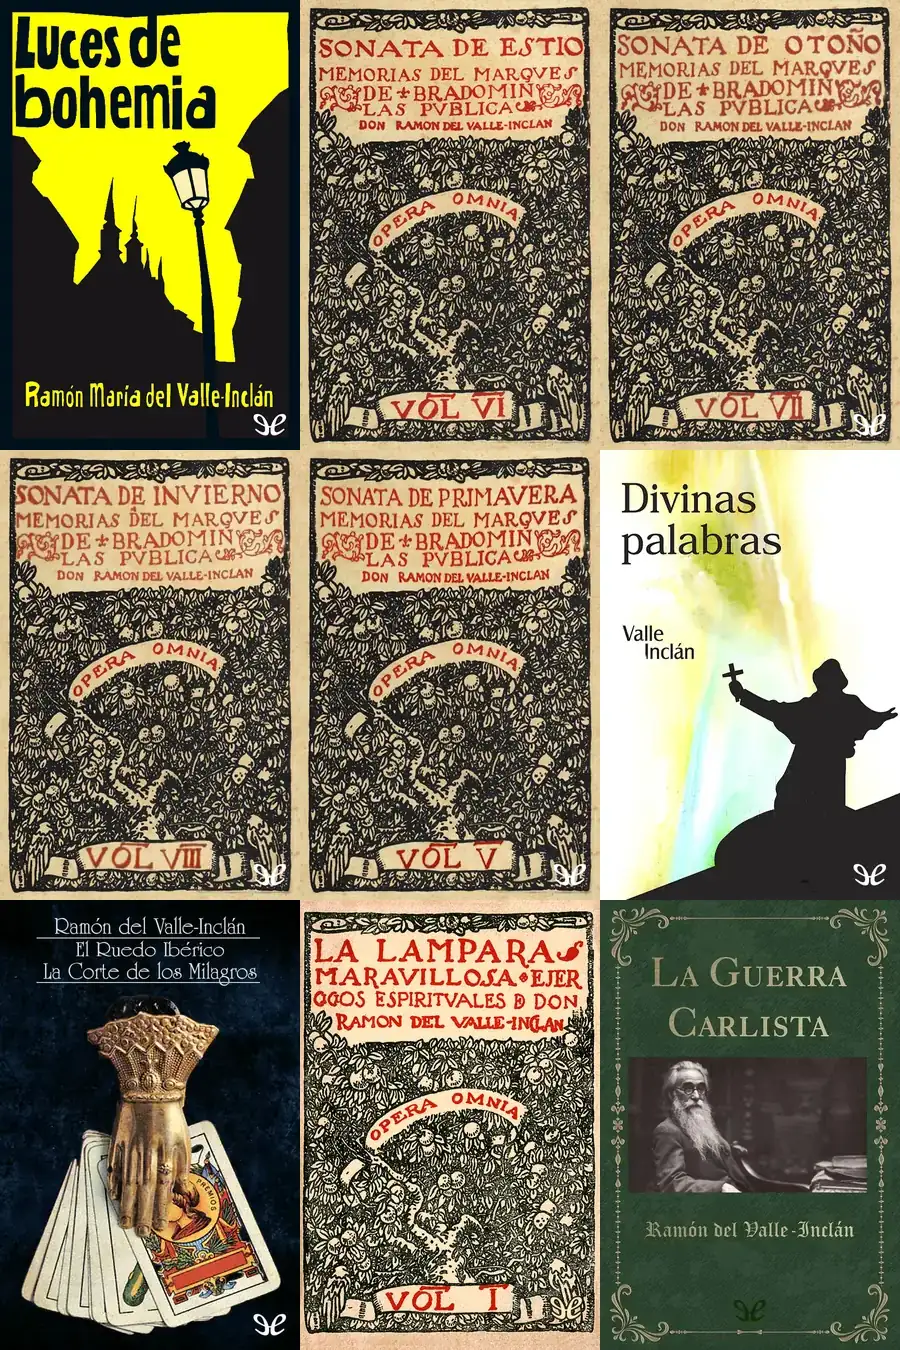 Luces de
bohemia
Ramón María del Valle-Inclán
SONATA DE ESTIO
MEMORIAS DEL MARQVES
DE BRADOMIN
LAS PVBLICA
DON RAMON DEL VALLE-INCLAN
OPERA OMNIA
VOL VI
SONATA DE OTOÑO
MEMORIAS DEL MARQVES
DE BRADOMIN
LAS PVBLICA
DON RAMON DEL VALLE-INCLAN
OPERA OMNIA
VOL VII
SONATA DE INVIERNO
MEMORIAS DEL MARQVES
DE BRADOMIN
LAS PVBLICA
DON RAMON DEL VALLE-INCLAN
OPERA OMNIA
VOL VIII
SONATA DE PRIMAVERA
MEMORIAS DEL MARQVES
DE BRADOMIN
LAS PVBLICA
DON RAMON DEL VALLE-INCLAN
OPERA OMNIA
VOL V
Divinas
palabras
Valle
Inclán
Ramón del Valle-Inclán
El Ruedo Ibérico
La Corte de los Milagros
PREMIOS
LA LAMPARA
MARAVILLOSA EJER
CICIOS ESPIRITVALES D DON
RAMON DEL VALLE-INCLAN
OPERA OMNIA
VOL I
LA GUERRA
CARLISTA
Ramón del Valle-Inclán